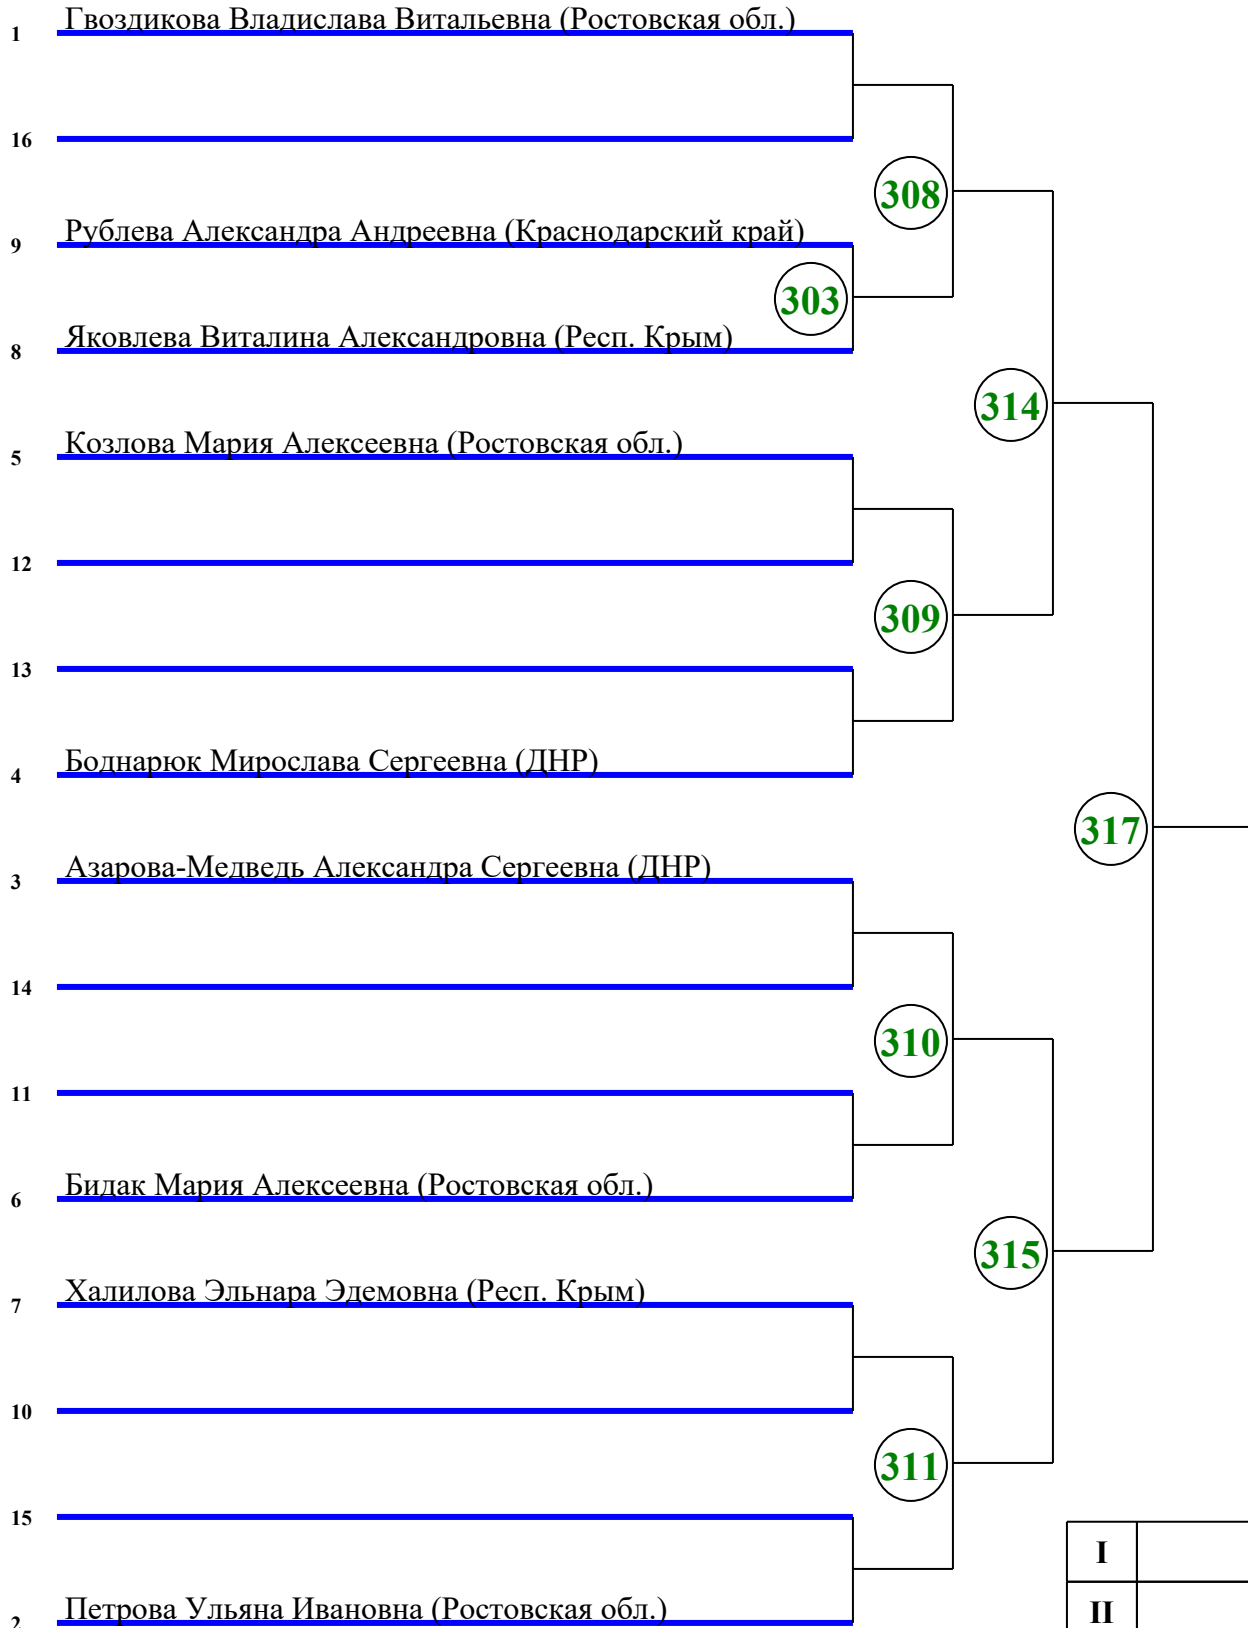 Гвоздикова Владислава Витальевна (Ростовская обл.)
1
16
308
Рублева Александра Андреевна (Краснодарский край)
9
303
Яковлева Виталина Александровна (Респ. Крым)
8
314
Козлова Мария Алексеевна (Ростовская обл.)
5
12
309
13
Боднарюк Мирослава Сергеевна (ДНР)
4
317
Азарова-Медведь Александра Сергеевна (ДНР)
3
14
310
11
Бидак Мария Алексеевна (Ростовская обл.)
6
315
Халилова Эльнара Эдемовна (Респ. Крым)
7
10
311
15
I
Петрова Ульяна Ивановна (Ростовская обл.)
2
II